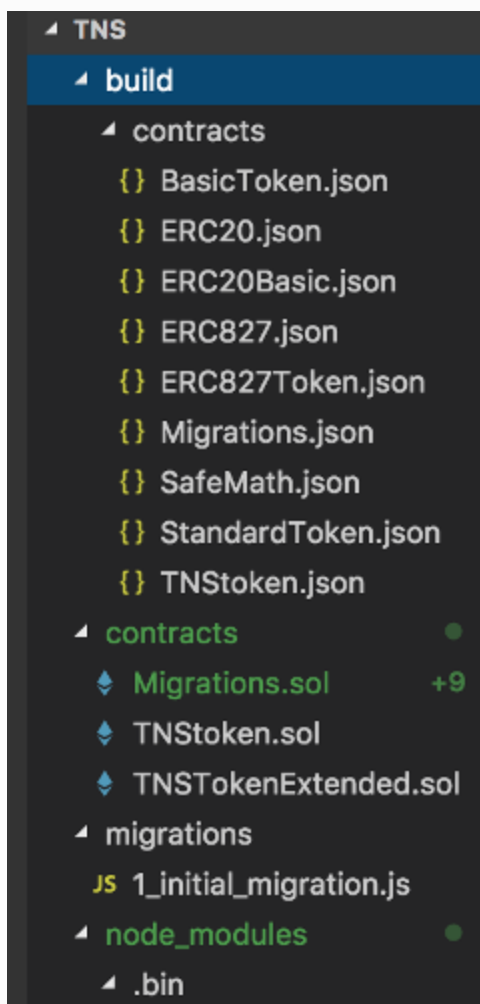 TNS
build
contracts
{} BasicToken.json
{} ERC20.json
{} ERC20Basic.json
{} ERC827.json
{} ERC827Token.json
{} Migrations.json
{} SafeMath.json
{} StandardToken.json
{} TNStoken.json
contracts
Migrations.sol +9
TNStoken.sol
TNSTokenExtended.sol
migrations
JS 1_initial_migration.js
node_modules
.bin